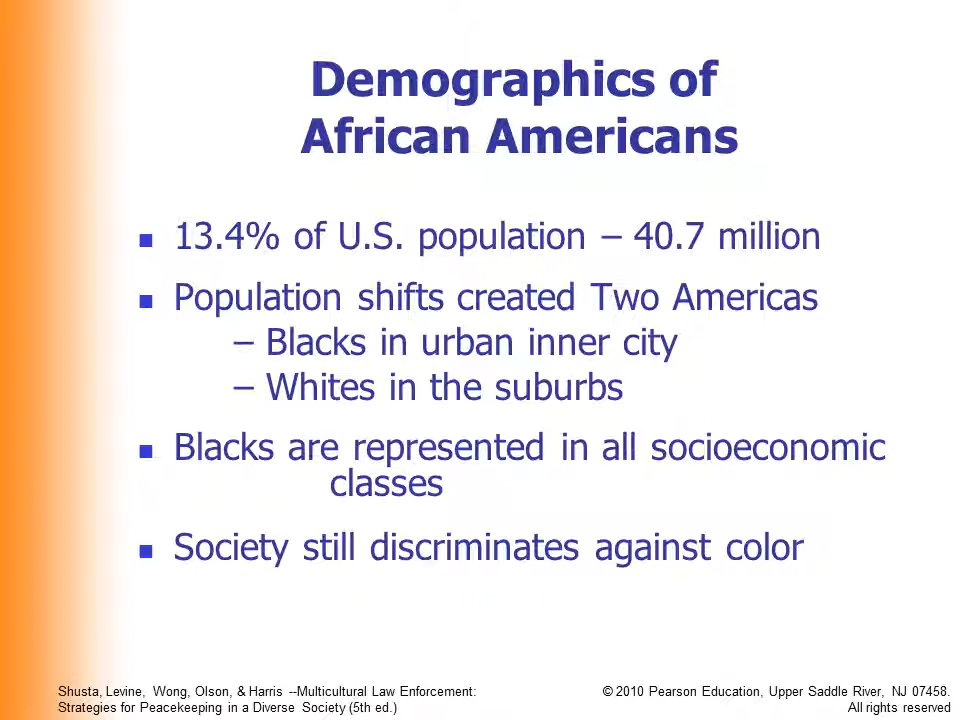 Demographics of
African Americans
▪ 13.4% of U.S. population – 40.7 million
▪ Population shifts created Two Americas
– Blacks in urban inner city
– Whites in the suburbs
▪ Blacks are represented in all socioeconomic
classes
▪ Society still discriminates against color
Shusta, Levine, Wong, Olson, & Harris --Multicultural Law Enforcement:
Strategies for Peacekeeping in a Diverse Society (5th ed.)
© 2010 Pearson Education, Upper Saddle River, NJ 07458.
All rights reserved